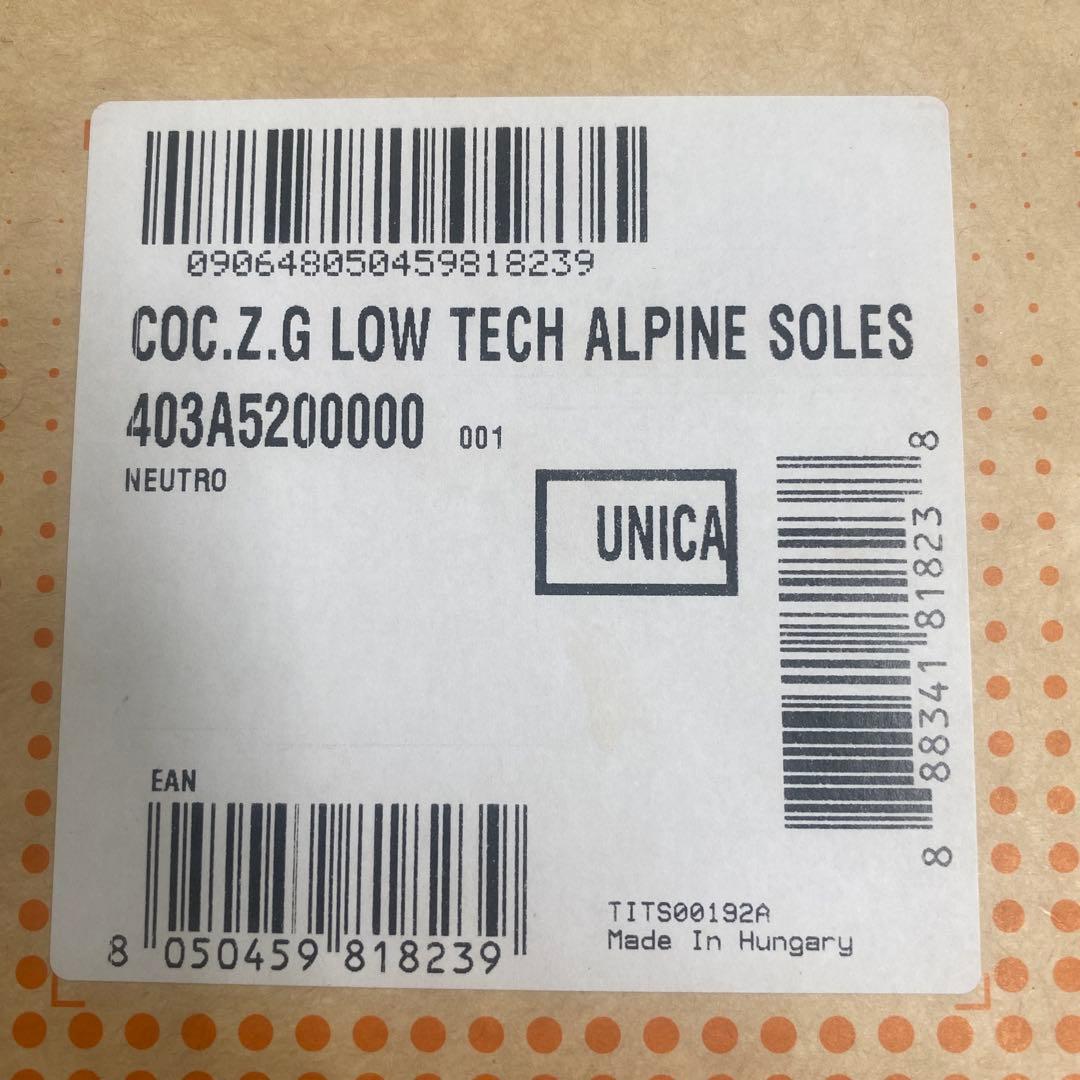 090648050459818239
COC.Z.G LOW TECH ALPINE SOLES
403A5200000 001
NEUTRO
UNICA
8 88341 81823 8
EAN
8 050459 818239
TITS00192A
Made In Hungary